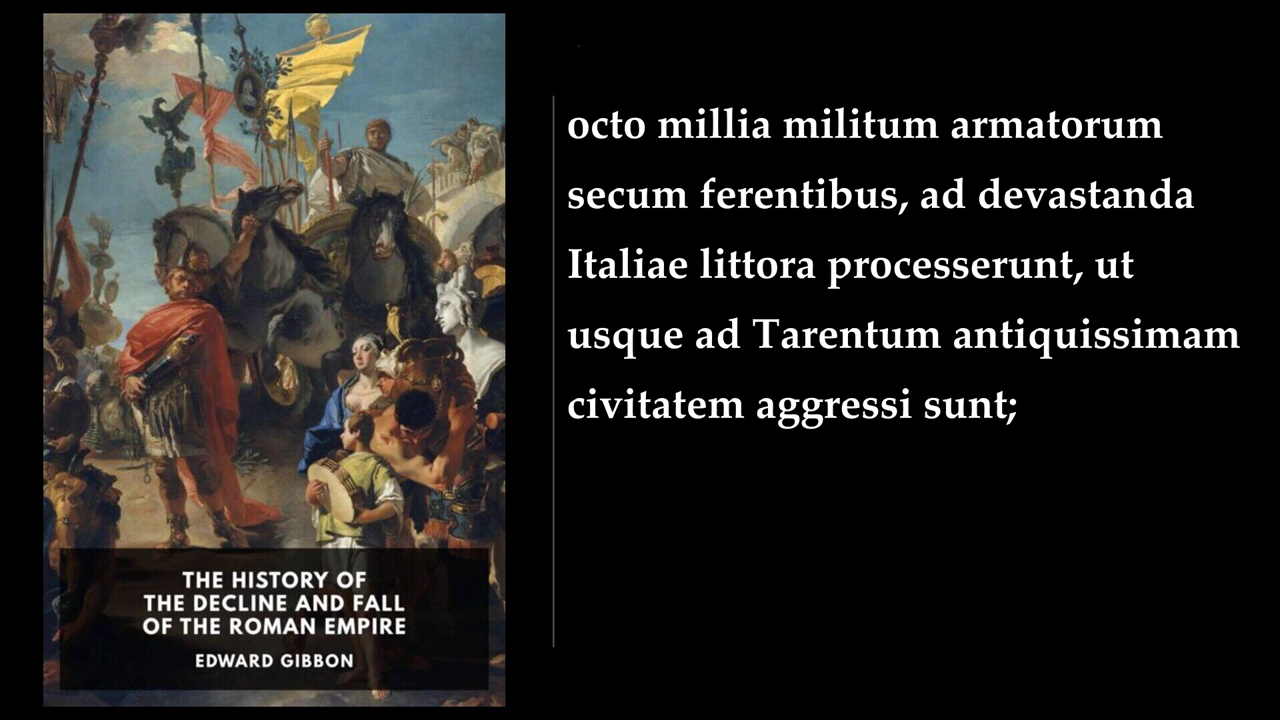 THE HISTORY OF
THE DECLINE AND FALL
OF THE ROMAN EMPIRE
EDWARD GIBBON
octo millia militum armatorum
secum ferentibus, ad devastanda
Italiae littora processerunt, ut
usque ad Tarentum antiquissimam
civitatem aggressi sunt;